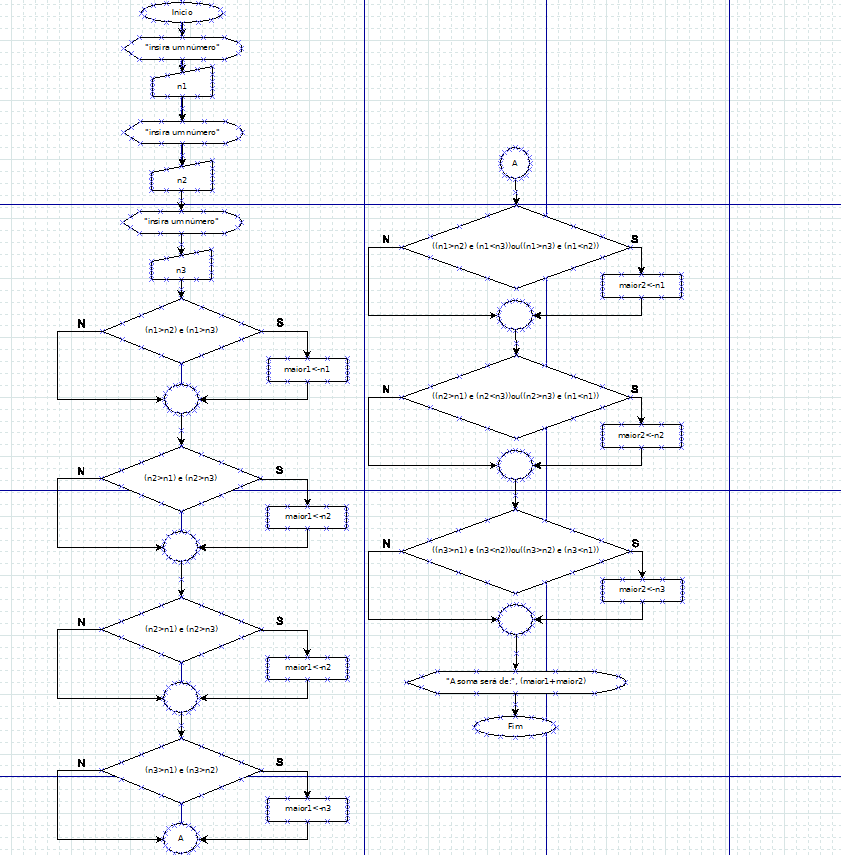 Início
"insira um número"
n1
"insira um número"
n2
"insira um número"
n3
N
(n1>n2) e (n1>n3)
S
maior1<-n1
N
(n2>n1) e (n2>n3)
S
maior1<-n2
N
(n2>n1) e (n2>n3)
S
maior1<-n2
N
(n3>n1) e (n3>n2)
S
maior1<-n3
A
A
N
((n1>n2) e (n1<n3))ou((n1>n3) e (n1<n2))
S
maior2<-n1
N
((n2>n1) e (n2<n3))ou((n2>n3) e (n1<n1))
S
maior2<-n2
N
((n3>n1) e (n3<n2))ou((n3>n2) e (n3<n1))
S
maior2<-n3
"A soma será de:", (maior1+maior2)
Fim